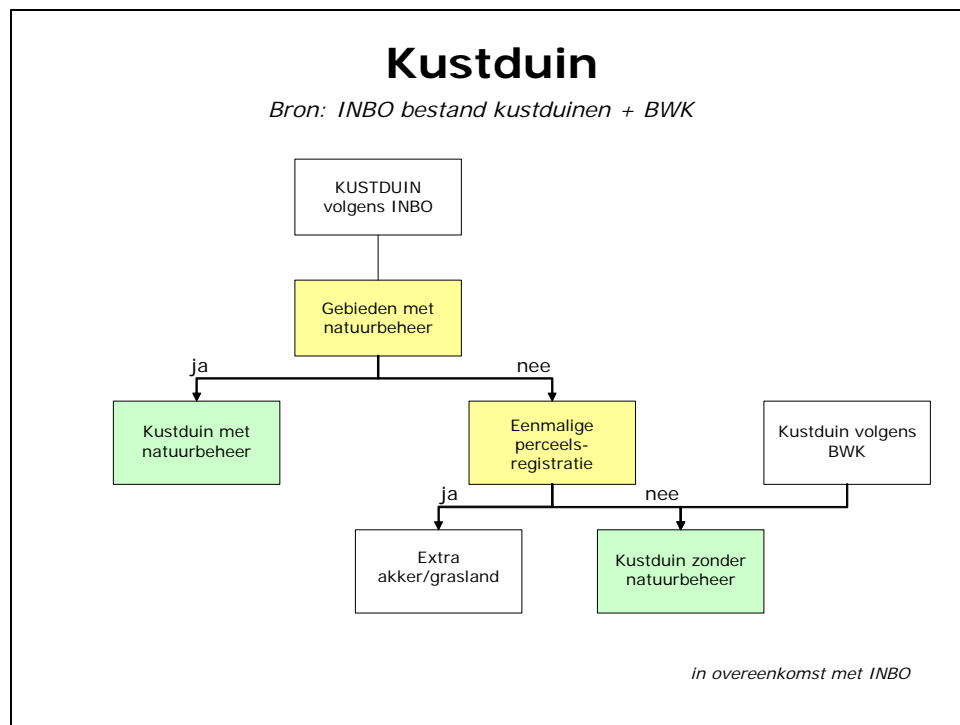 Kustduin
Bron: INBO bestand kustduinen + BWK
KUSTDUIN
volgens INBO
Gebieden met
natuurbeheer
ja
nee
Kustduin met
natuurbeheer
Eenmalige
perceels-
registratie
Kustduin volgens
BWK
ja
nee
Extra
akker/grasland
Kustduin zonder
natuurbeheer
in overeenkomst met INBO